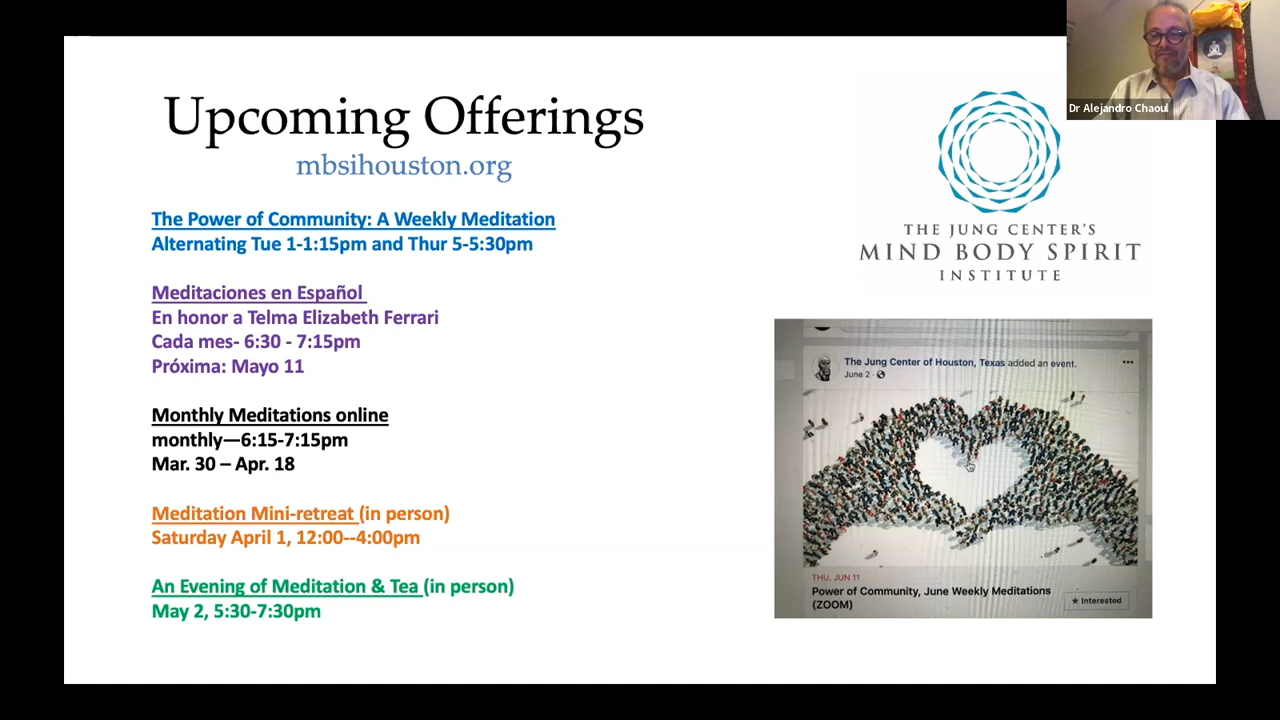 Upcoming Offerings
mbsihouston.org
The Power of Community: A Weekly Meditation
Alternating Tue 1-1:15pm and Thur 5-5:30pm
Meditaciones en Español
En honor a Telma Elizabeth Ferrari
Cada mes- 6:30 - 7:15pm
Próxima: Mayo 11
Monthly Meditations online
monthly—6:15-7:15pm
Mar. 30 – Apr. 18
Meditation Mini-retreat (in person)
Saturday April 1, 12:00--4:00pm
An Evening of Meditation & Tea (in person)
May 2, 5:30-7:30pm
Dr Alejandro Chaoul
THE JUNG CENTER'S
MIND BODY SPIRIT
INSTITUTE
The Jung Center of Houston, Texas added an event.
June 2 ·
THU, JUN 11
Power of Community, June Weekly Meditations
(ZOOM)
★ Interested